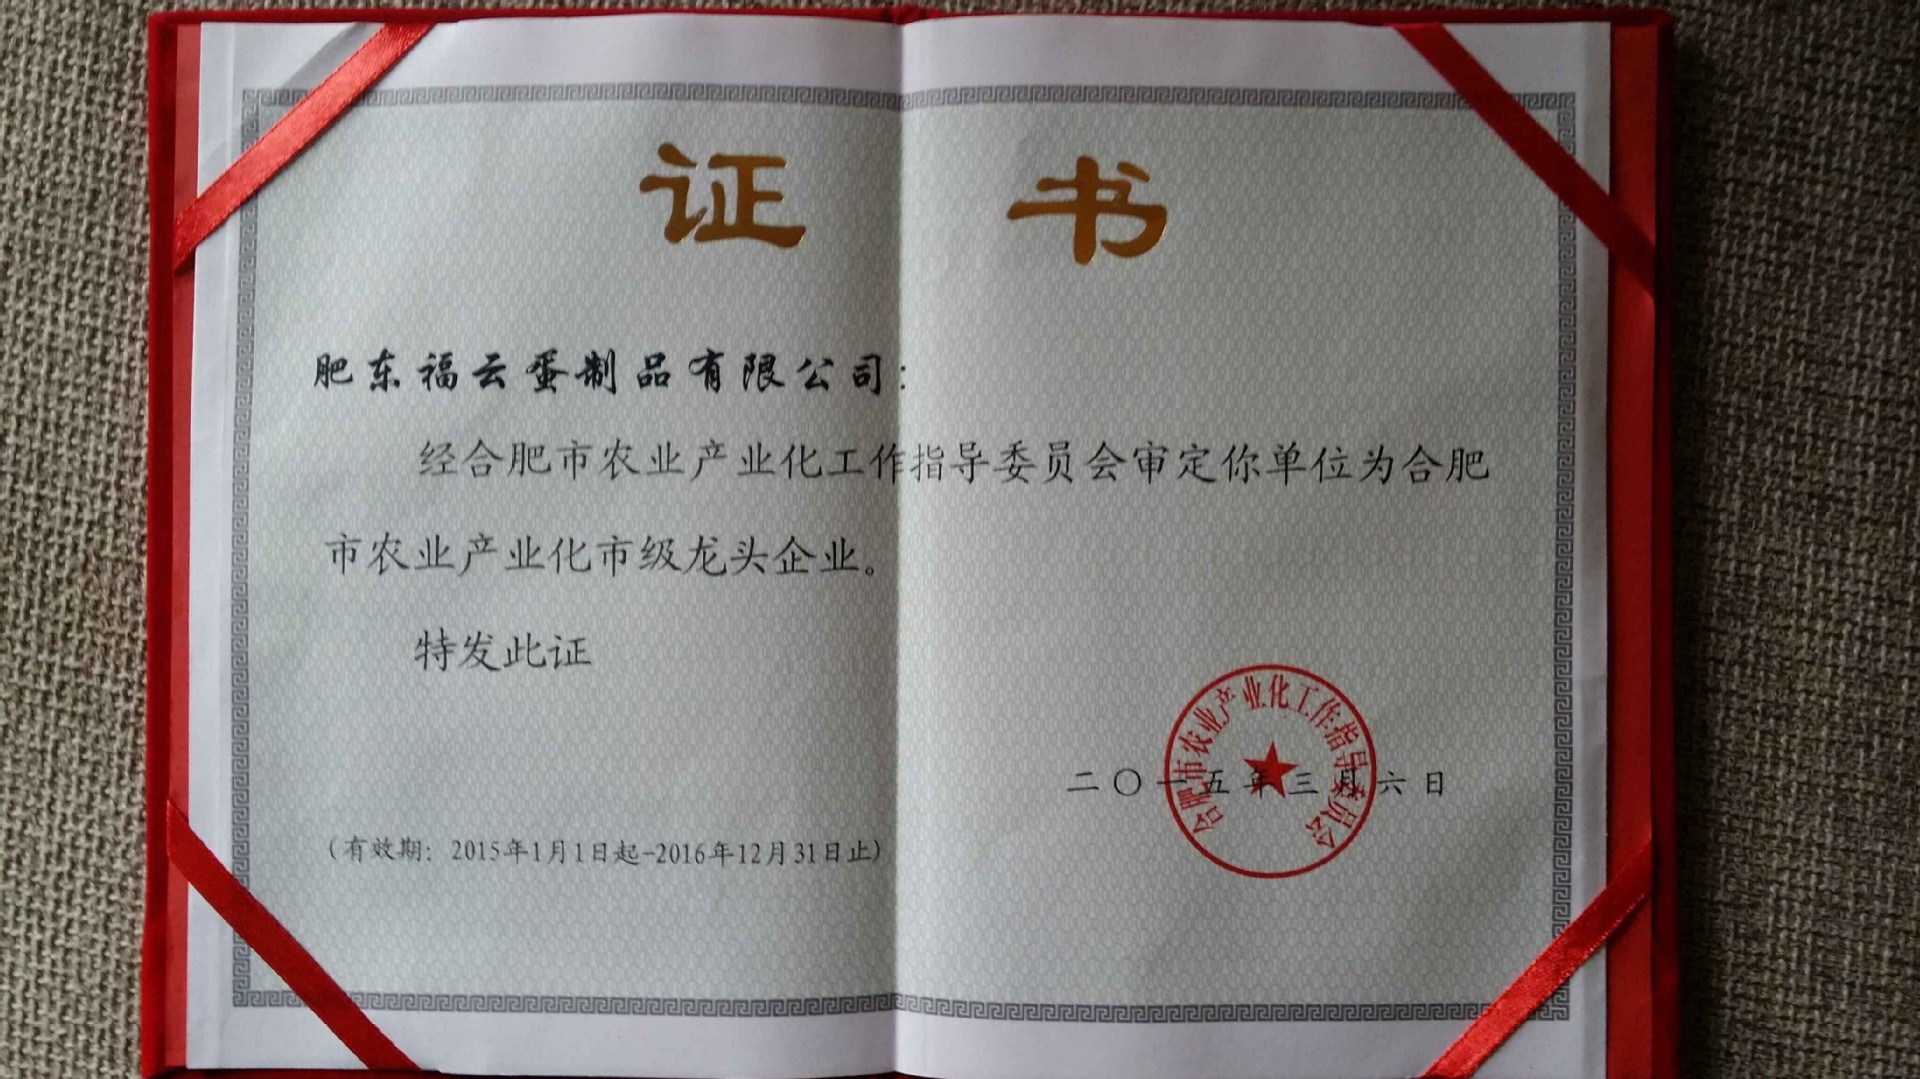 证 书
肥东福云蛋制品有限公司：
经合肥市农业产业化工作指导委员会审定你单位为合肥
市农业产业化市级龙头企业。
特发此证
合肥市农业产业化工作指导委员会
二〇一五年三月六日
（有效期：2015年1月1日起-2016年12月31日止）